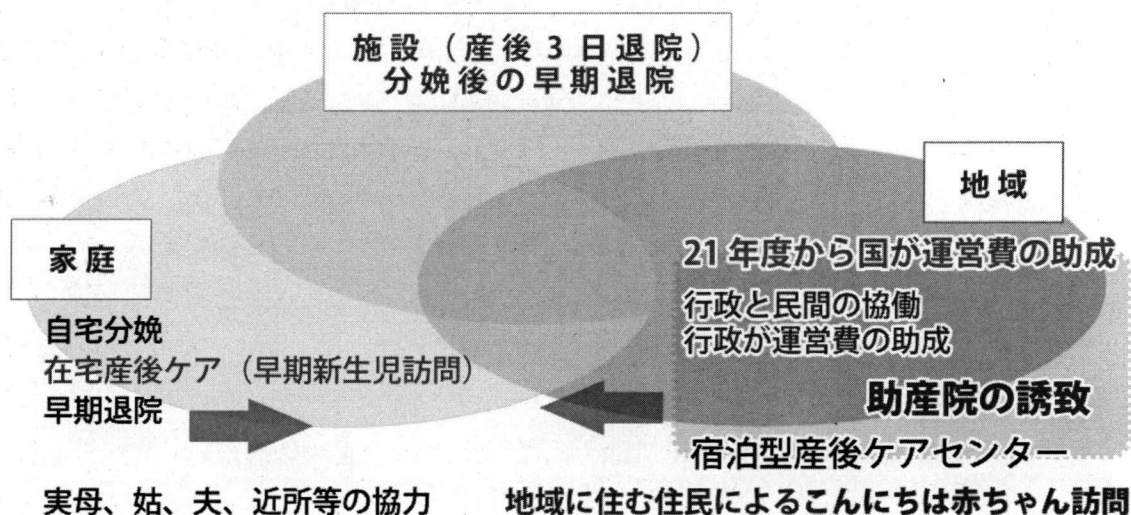 施設（産後3日退院）
分娩後の早期退院
地域
家庭
21年度から国が運営費の助成
行政と民間の協働
行政が運営費の助成
助産院の誘致
宿泊型産後ケアセンター
自宅分娩
在宅産後ケア（早期新生児訪問）
早期退院
実母、姑、夫、近所等の協力
地域に住む住民によるこんにちは赤ちゃん訪問